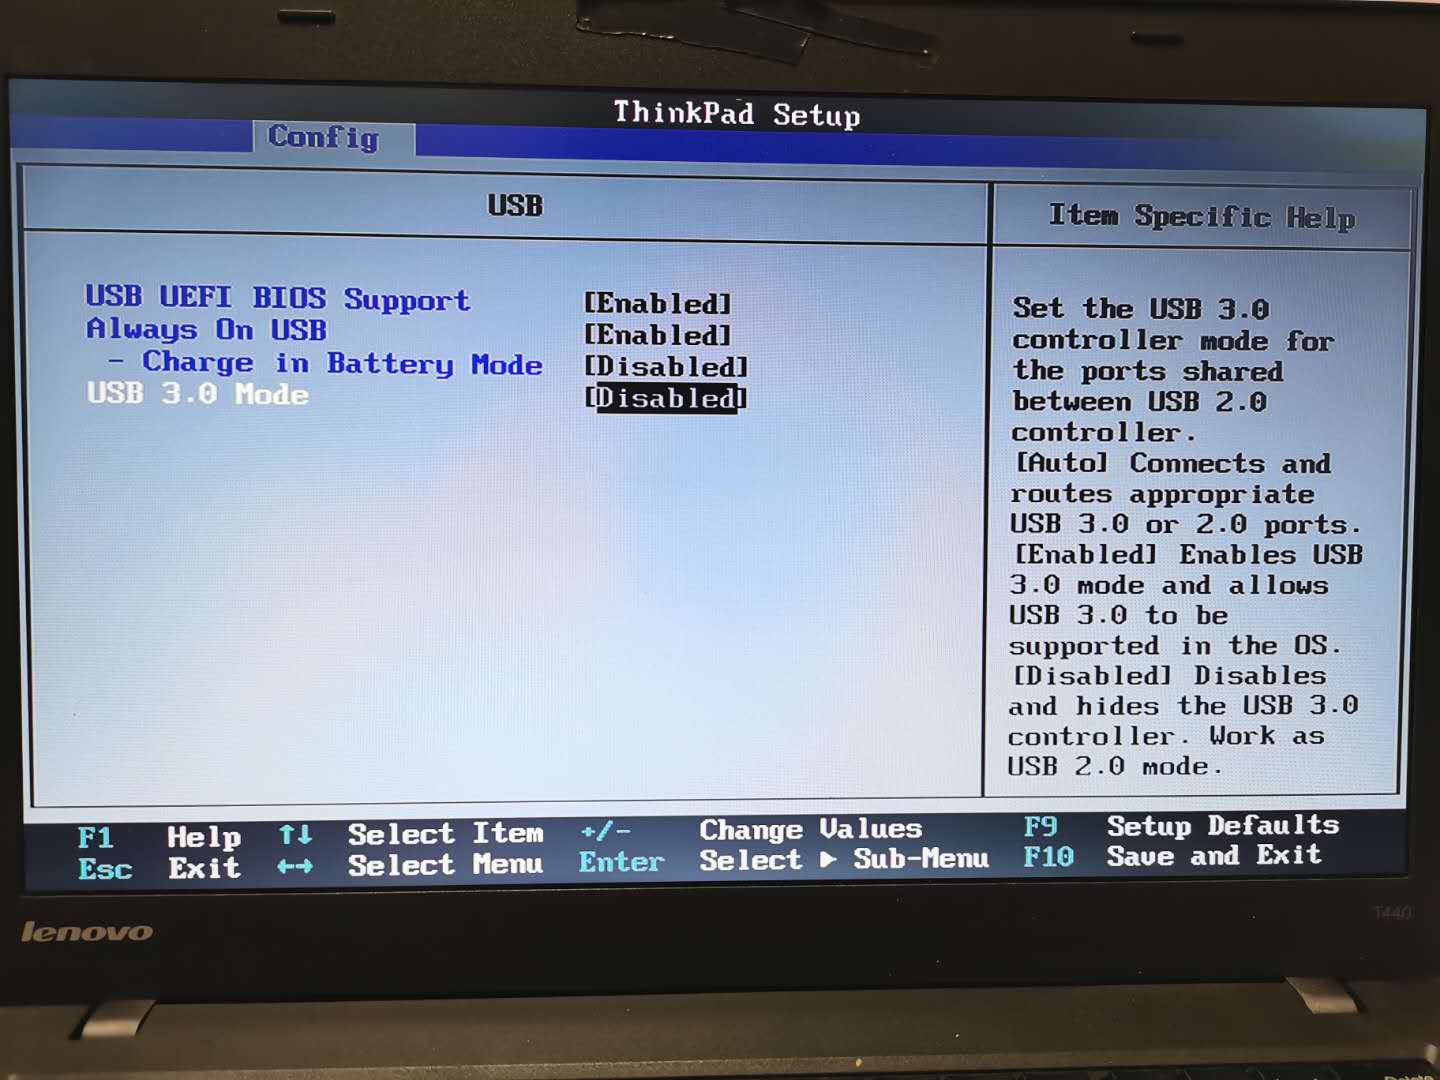 ThinkPad Setup
Config
USB
Item Specific Help
USB UEFI BIOS Support [Enabled]
Always On USB [Enabled]
- Charge in Battery Mode [Disabled]
USB 3.0 Mode [Disabled]
Set the USB 3.0
controller mode for
the ports shared
between USB 2.0
controller.
[Auto] Connects and
routes appropriate
USB 3.0 or 2.0 ports.
[Enabled] Enables USB
3.0 mode and allows
USB 3.0 to be
supported in the OS.
[Disabled] Disables
and hides the USB 3.0
controller. Work as
USB 2.0 mode.
F1 Help ↑↓ Select Item +/- Change Values F9 Setup Defaults
Esc Exit ←→ Select Menu Enter Select ▶ Sub-Menu F10 Save and Exit
lenovo
T440